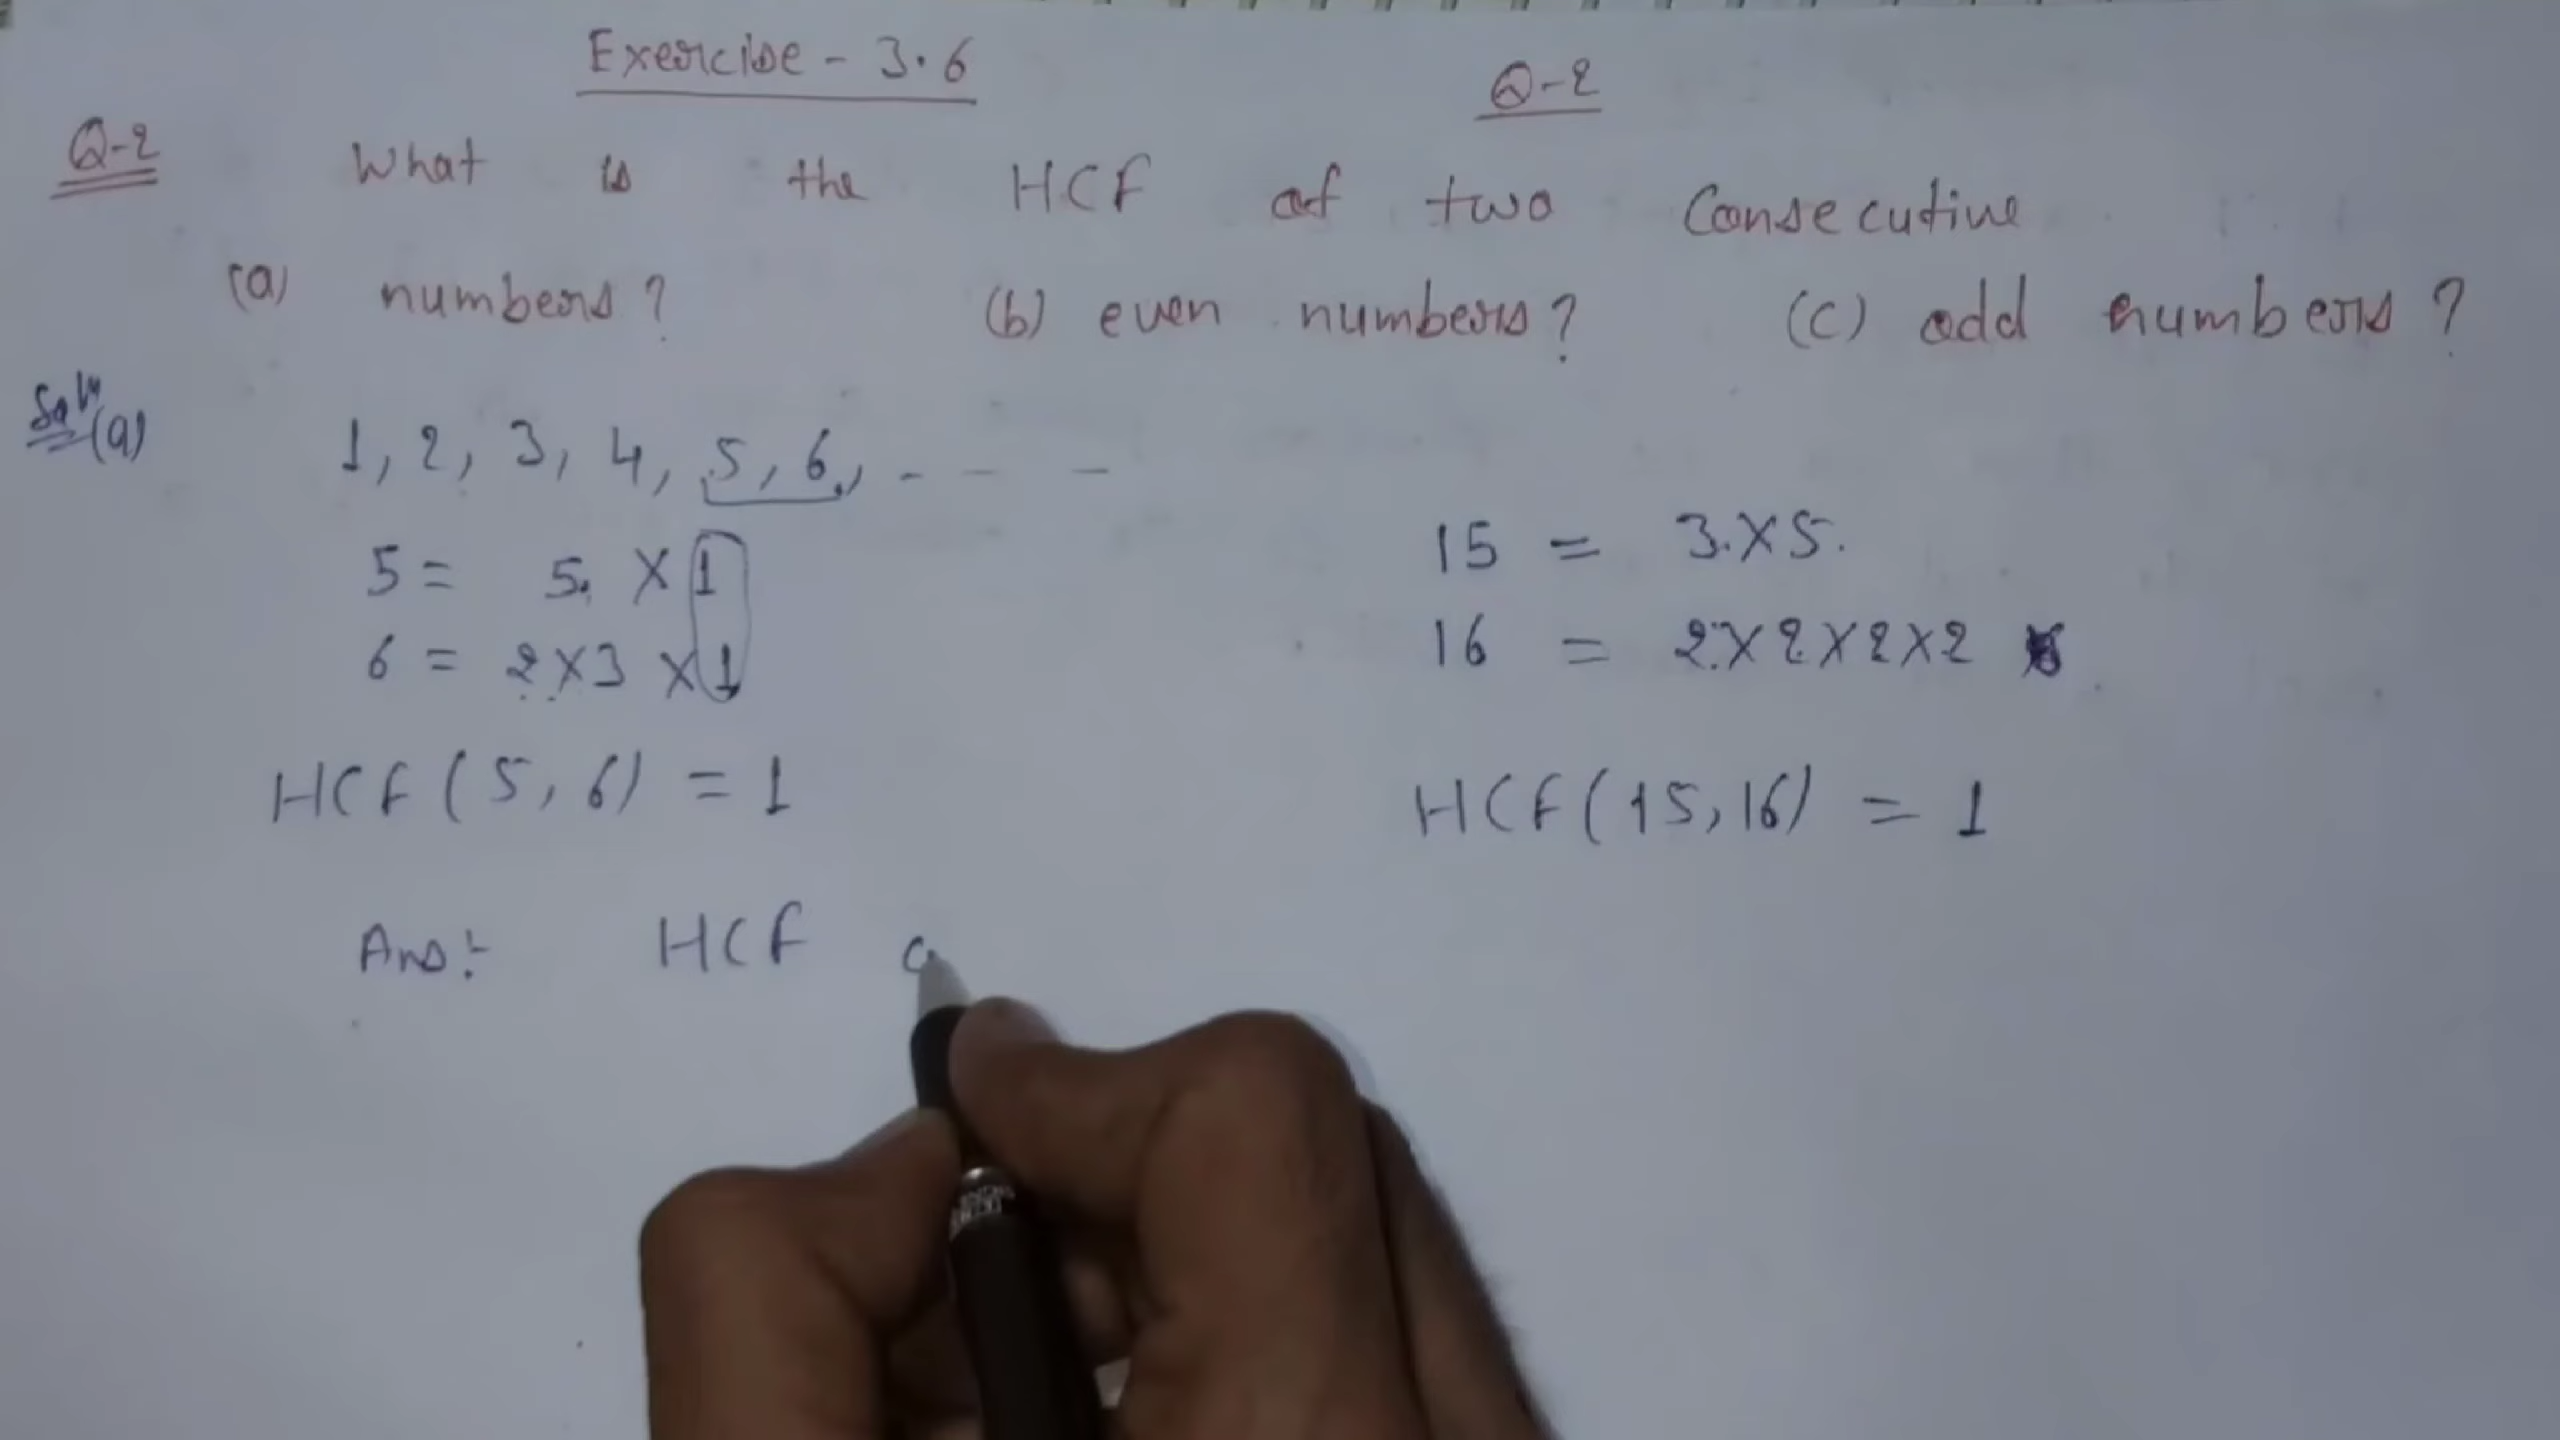 Exercise - 3.6
Q-2
Q-2 What is the HCF of two Consecutive
(a) numbers? (b) even numbers? (c) odd numbers?
Solⁿ (a) 1, 2, 3, 4, 5, 6, - - -
5 = 5 × 1
6 = 2 × 3 × 1
HCF (5, 6) = 1
15 = 3 × 5
16 = 2 × 2 × 2 × 2
HCF (15, 16) = 1
Ans:- HCF